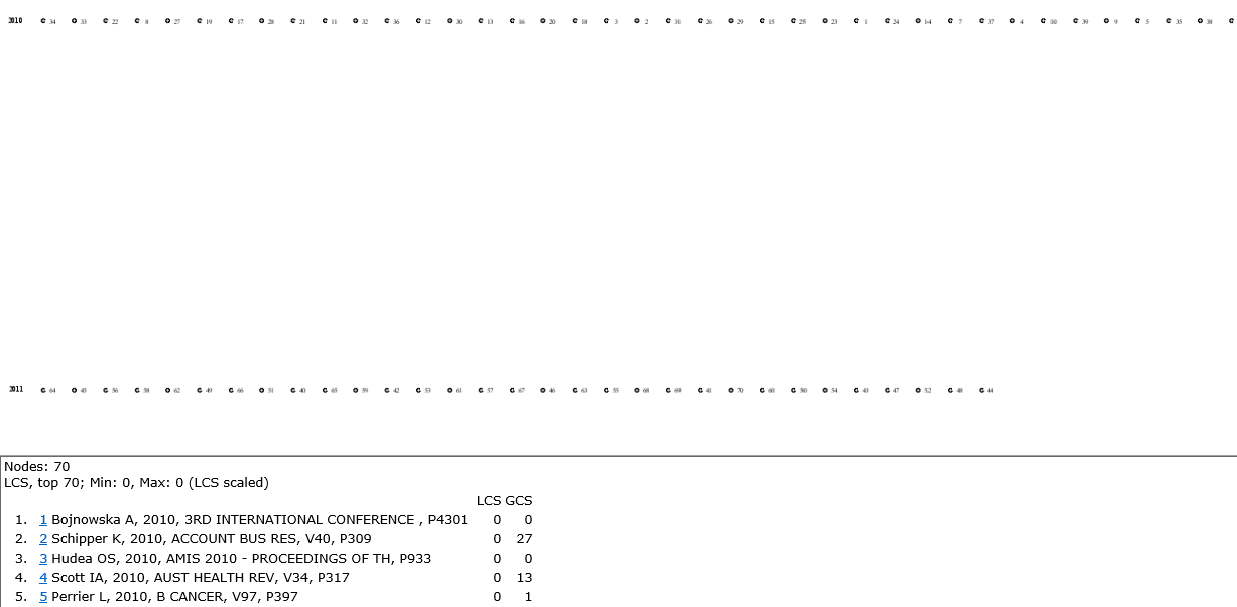 2010 34 33 22 8 27 19 17 28 21 11 32 36 12 30 13 16 20 18 3 2 31 26 29 15 25 23 1 24 14 7 37 4 10 39 9 5 35 38
2011 64 45 56 58 62 49 66 51 40 65 59 42 53 61 57 67 46 63 55 68 69 41 70 60 50 54 43 47 52 48 44
Nodes: 70
LCS, top 70; Min: 0, Max: 0 (LCS scaled)
LCS GCS
1. 1 Bojnowska A, 2010, 3RD INTERNATIONAL CONFERENCE , P4301 0 0
2. 2 Schipper K, 2010, ACCOUNT BUS RES, V40, P309 0 27
3. 3 Hudea OS, 2010, AMIS 2010 - PROCEEDINGS OF TH, P933 0 0
4. 4 Scott IA, 2010, AUST HEALTH REV, V34, P317 0 13
5. 5 Perrier L, 2010, B CANCER, V97, P397 0 1